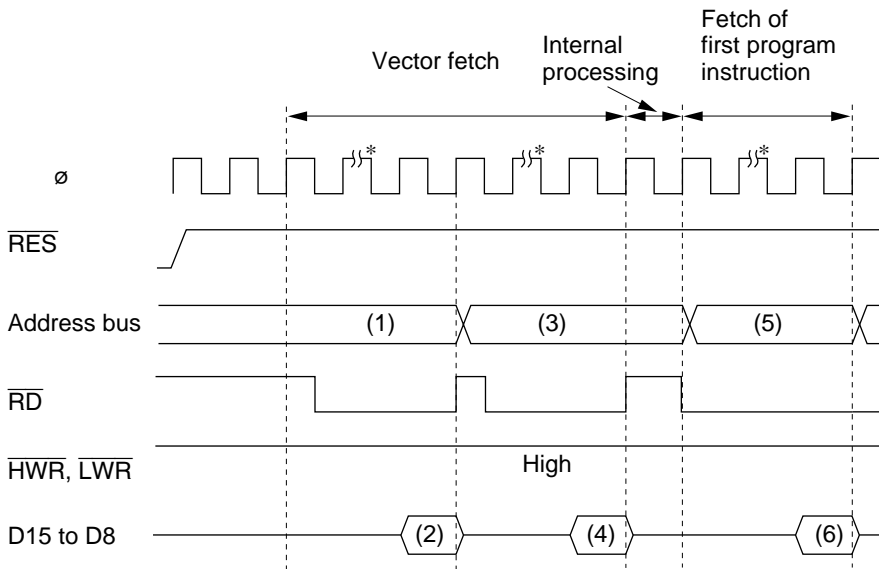 Vector fetch
Internal
processing
Fetch of
first program
instruction
*
*
*
ø
RES
Address bus
(1)
(3)
(5)
RD
HWR, LWR
High
D15 to D8
(2)
(4)
(6)